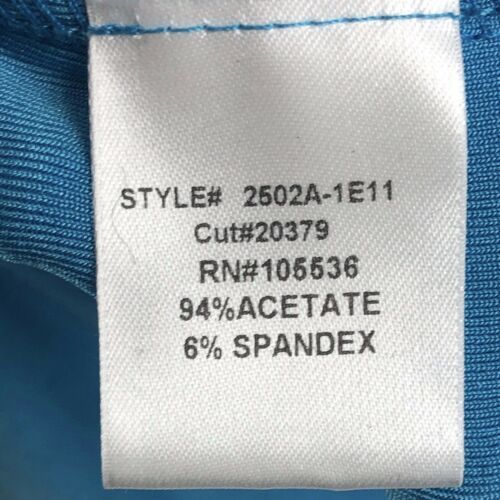 STYLE# 2502A-1E11
Cut#20379
RN#105536
94%ACETATE
6% SPANDEX